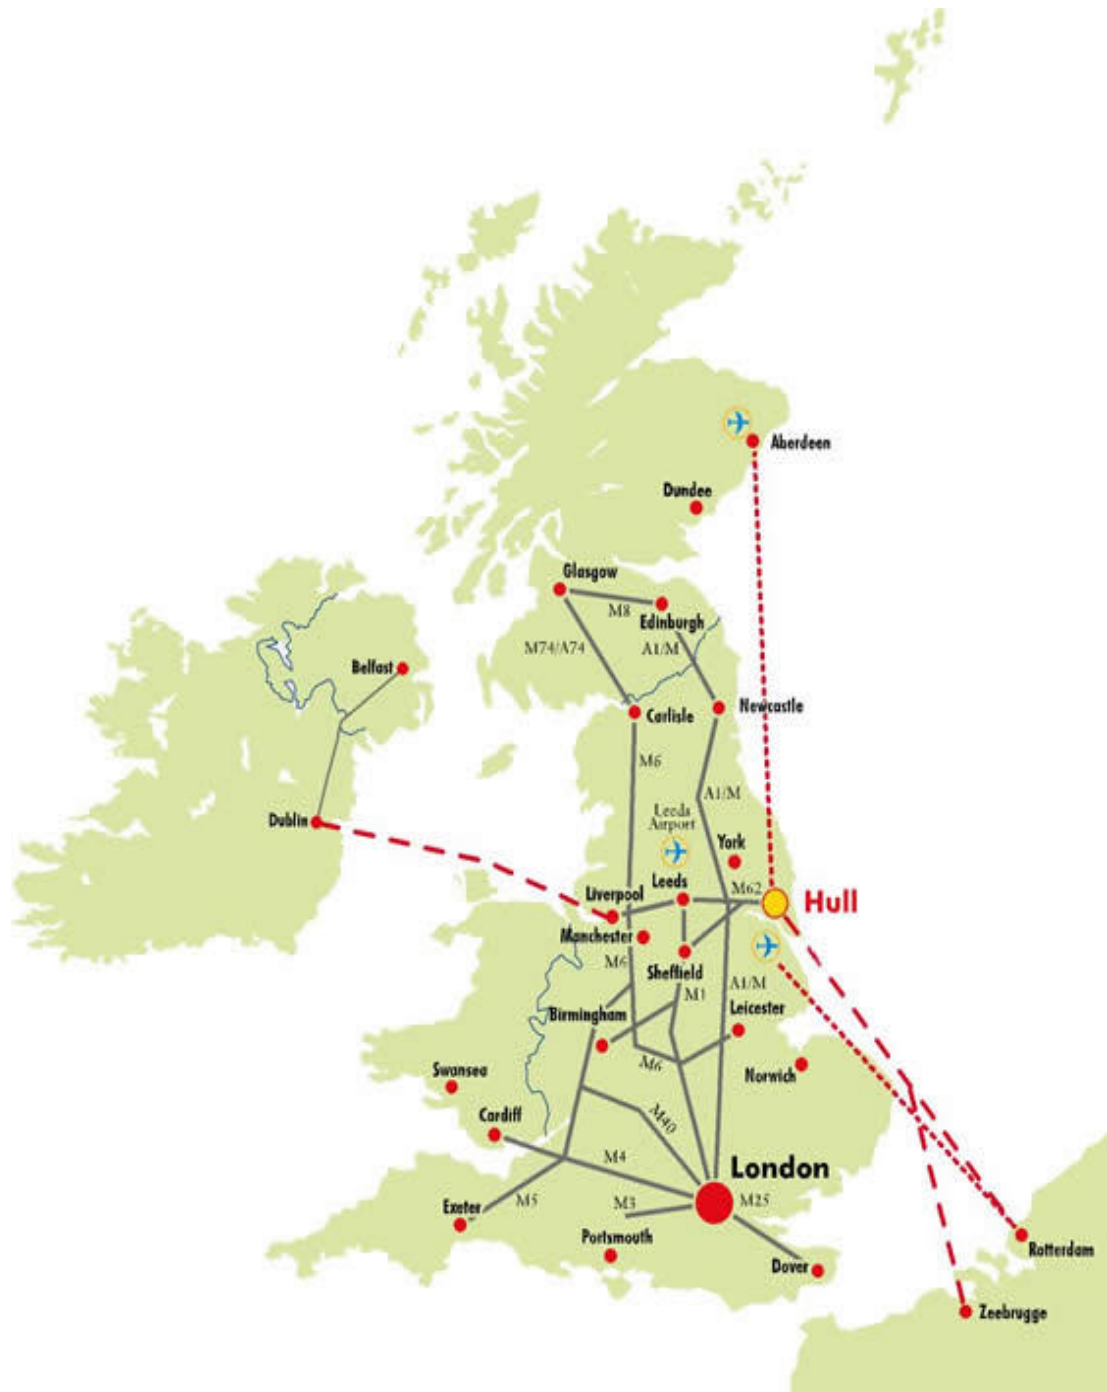 Aberdeen
Dundee
Glasgow
M8
Edinburgh
M74/A74
A1/M
Belfast
Carlisle
Newcastle
M6
A1/M
Leeds
Airport
Dublin
York
Leeds
M62
Liverpool
Hull
Manchester
M6
Sheffield
A1/M
M1
Leicester
Birmingham
M6
Norwich
Swansea
Cardiff
M40
M4
London
M5
M3
M25
Exeter
Portsmouth
Dover
Rotterdam
Zeebrugge